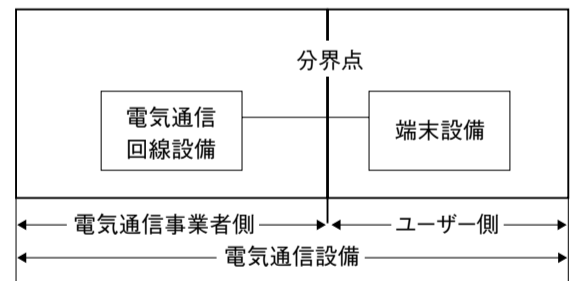 分界点
電気通信
回線設備
端末設備
電気通信事業者側
ユーザー側
電気通信設備